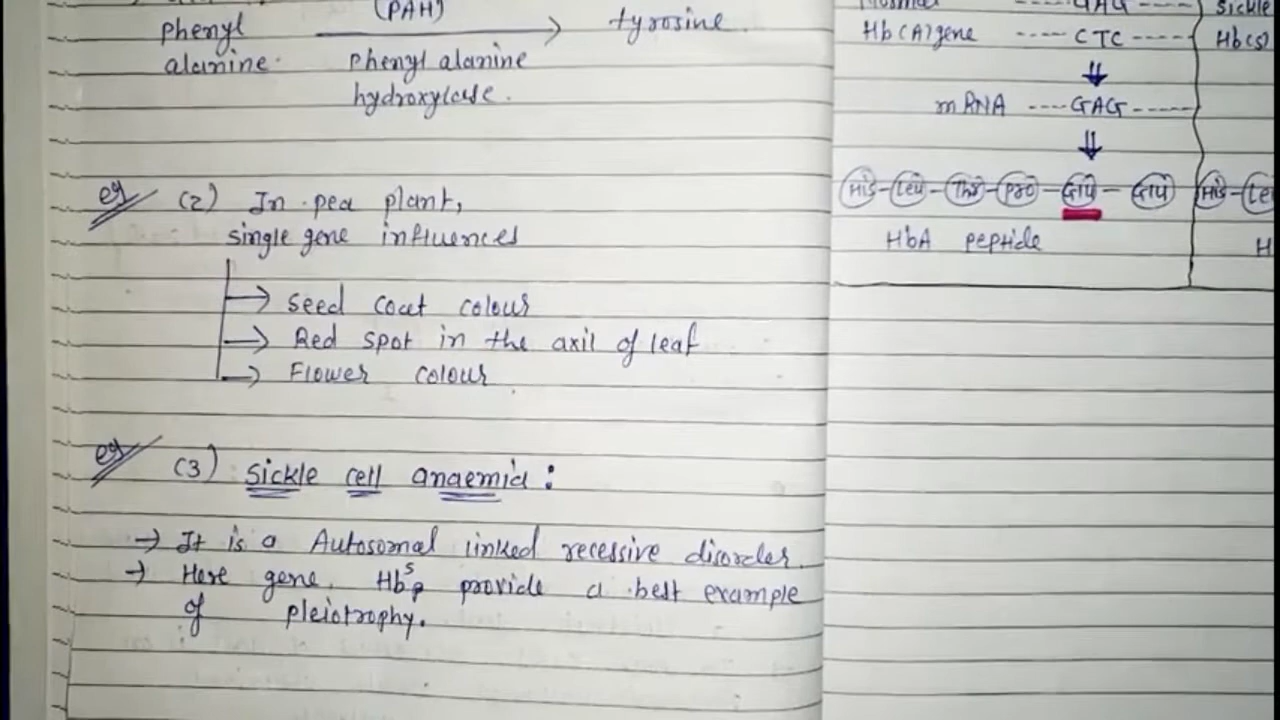 (PAH)
phenyl tyrosine.
alanine. phenyl alanine
hydroxylase.
eg (2) In pea plant,
single gene influences
→ seed coat colour
→ Red spot in the axil of leaf
→ Flower colour
eg (3) Sickle cell anaemia:
→ It is a Autosomal linked recessive disorder.
→ Here gene, Hbˢp provide a best example
of pleiotrophy.
GAG Sickle
Hb(A)gene ----CTC---- Hb(s)
⇓
mRNA ----GAG-----
⇓
His-Leu-Thr-Pro-Glu-Glu His-Le
HbA peptide H